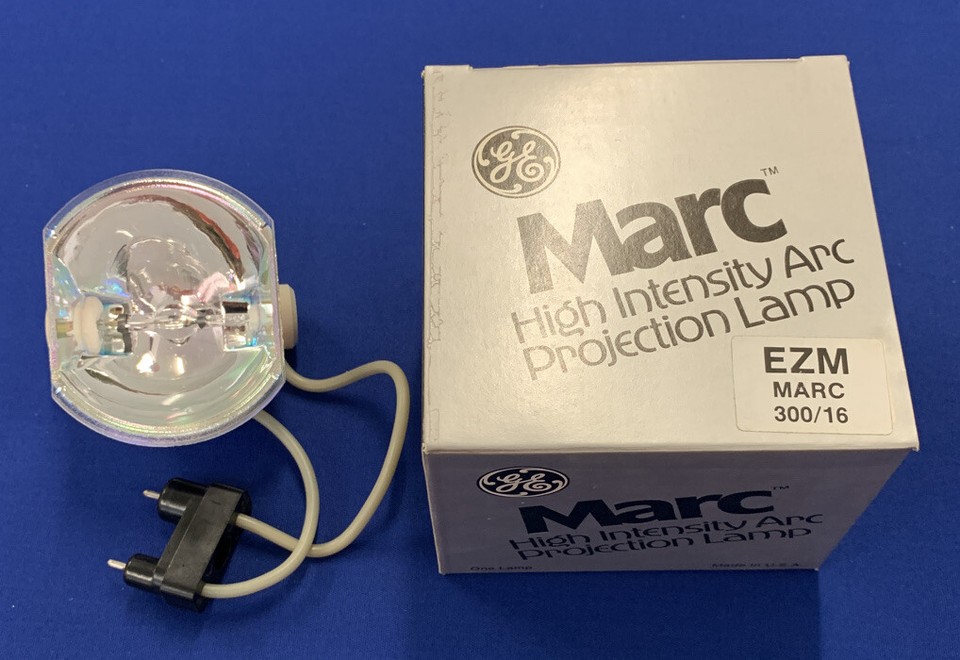 GE
Marc™
High Intensity Arc
Projection Lamp
EZM
MARC
300/16
GE
Marc™
High Intensity Arc
Projection Lamp
One Lamp
Made in U.S.A.